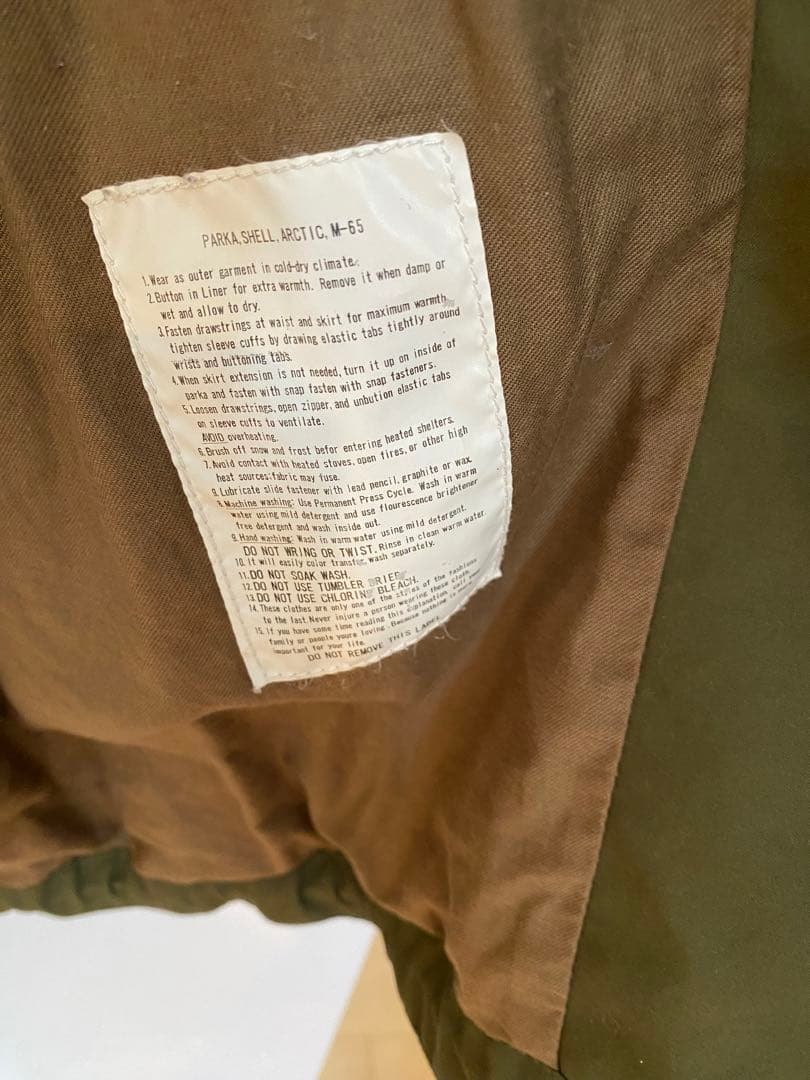 PARKA, SHELL, ARCTIC, M-65
1. Wear as outer garment in cold-dry climate.
2. Button in Liner for extra warmth. Remove it when damp or
wet and allow to dry.
3. Fasten drawstrings at waist and skirt for maximum warmth
tighten sleeve cuffs by drawing elastic tabs tightly around
wrists and buttoning tabs.
4. When skirt extension is not needed, turn it up on inside of
parka and fasten with snap fasteners.
5. Loosen drawstrings, open zipper, and unbution elastic tabs
on sleeve cuffs to ventilate.
AVOID overheating.
6. Brush off snow and frost befor entering heated shelters.
7. Avoid contact with heated stoves, open fires, or other high
heat sources: fabric may fuse.
8. Lubricate slide fastener with lead pencil, graphite or wax.
9. Machine washing: Use Permanent Press Cycle. Wash in warm
water using mild detergent and use flourescence brightener
free detergent and wash inside out.
9. Hand washing: Wash in warm water using mild detergent.
DO NOT WRING OR TWIST. Rinse in clean warm water.
10. It will easily color transfer, wash separately.
11. DO NOT SOAK WASH.
12. DO NOT USE TUMBLER DRIER
13. DO NOT USE CHLORINE BLEACH.
14. These clothes are only one of the styles of the fashions
to the last. Never injure a person wearing these cloth.
15. If you have some time reading this explanation, call your
family or people youre loving. Because nothing is more
important for your life.
DO NOT REMOVE THIS LABEL